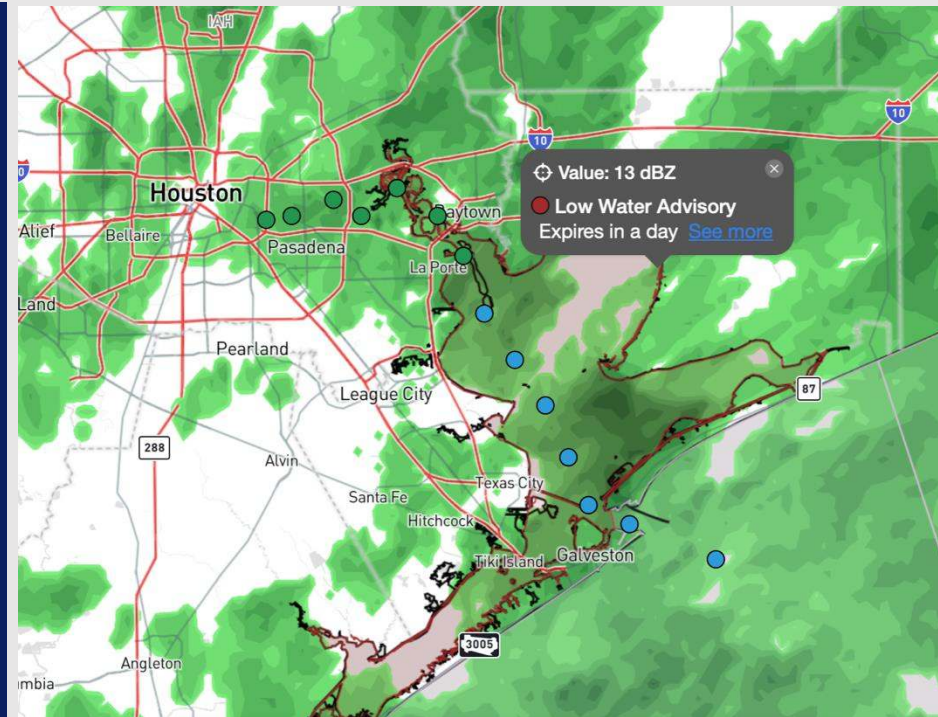 IAH
10
10
10
Value: 13 dBZ
Low Water Advisory
Expires in a day See more
Houston
Baytown
Alief
Bellaire
Pasadena
La Porte
Land
Pearland
League City
87
288
Alvin
Texas City
Santa Fe
Hitchcock
Tiki Island
Galveston
3005
Angleton
umbia